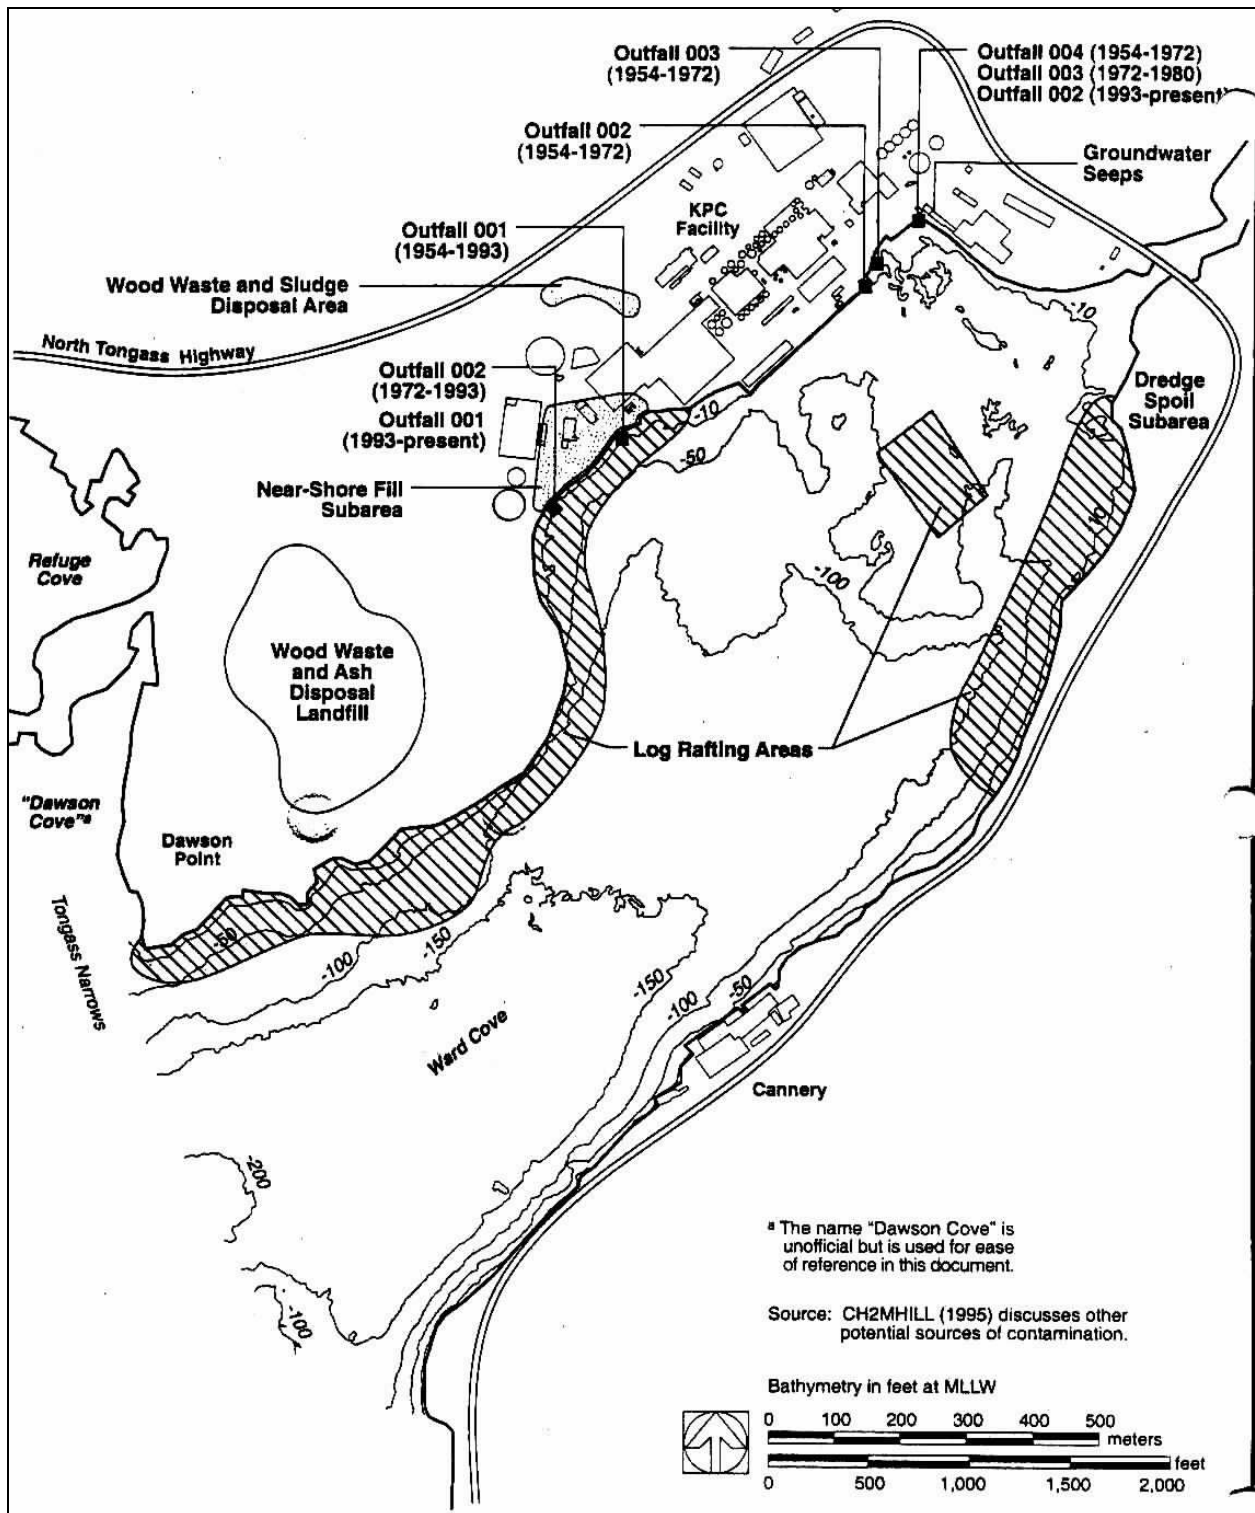 Outfall 003
(1954-1972)
Outfall 004 (1954-1972)
Outfall 003 (1972-1980)
Outfall 002 (1993-present)
Outfall 002
(1954-1972)
Groundwater
Seeps
KPC
Facility
Outfall 001
(1954-1993)
Wood Waste and Sludge
Disposal Area
-10
North Tongass Highway
Outfall 002
(1972-1993)
Outfall 001
(1993-present)
Dredge
Spoil
Subarea
-10
-50
Near-Shore Fill
Subarea
-10
Refuge
Cove
-100
Wood Waste
and Ash
Disposal
Landfill
Log Rafting Areas
"Dawson
Cove"a
Dawson
Point
Tongass Narrows
-50
-100
-150
-150
-100
-50
Ward Cove
Cannery
-200
-100
a The name "Dawson Cove" is
unofficial but is used for ease
of reference in this document.
Source: CH2MHILL (1995) discusses other
potential sources of contamination.
Bathymetry in feet at MLLW
0 100 200 300 400 500
meters
feet
0 500 1,000 1,500 2,000